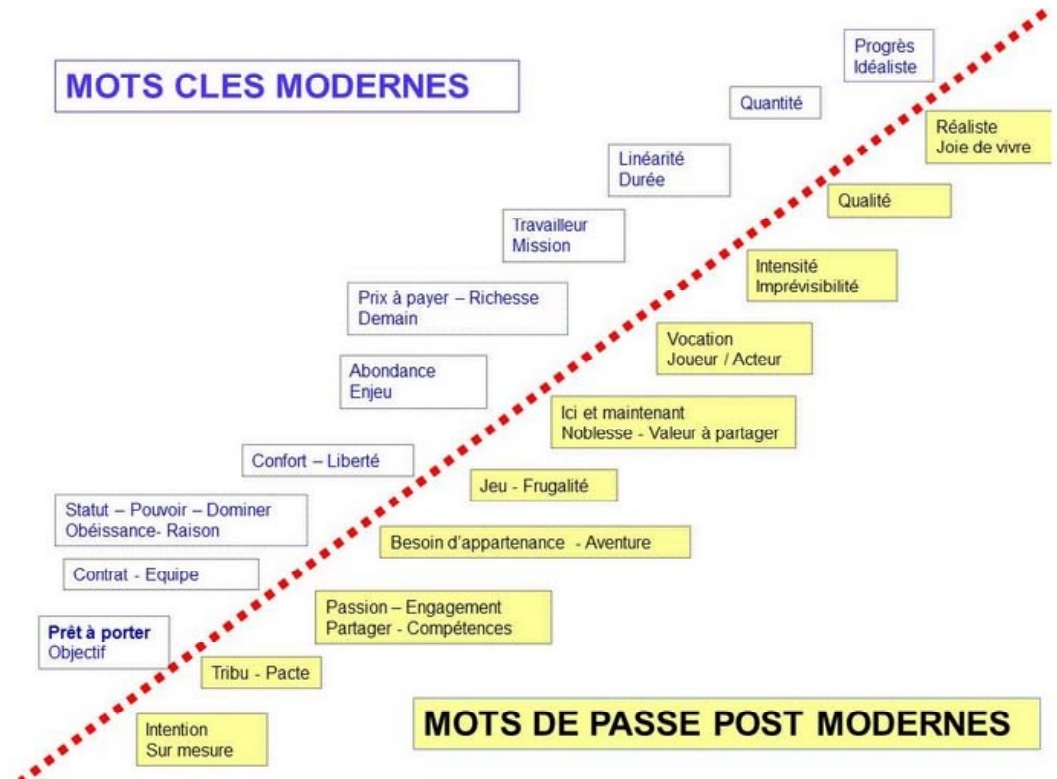 MOTS CLES MODERNES
Progrès
Idéaliste
Quantité
Linéarité
Durée
Travailleur
Mission
Prix à payer – Richesse
Demain
Abondance
Enjeu
Confort – Liberté
Statut – Pouvoir – Dominer
Obéissance- Raison
Contrat - Equipe
Prêt à porter
Objectif
Réaliste
Joie de vivre
Qualité
Intensité
Imprévisibilité
Vocation
Joueur / Acteur
Ici et maintenant
Noblesse - Valeur à partager
Jeu - Frugalité
Besoin d'appartenance - Aventure
Passion – Engagement
Partager - Compétences
Tribu - Pacte
Intention
Sur mesure
MOTS DE PASSE POST MODERNES